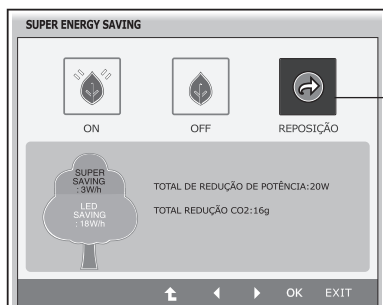 SUPER ENERGY SAVING
ON OFF REPOSIÇÃO
SUPER
SAVING
: 3W/h
LED
SAVING
: 18W/h
TOTAL DE REDUÇÃO DE POTÊNCIA:20W
TOTAL REDUÇÃO CO2:16g
OK EXIT